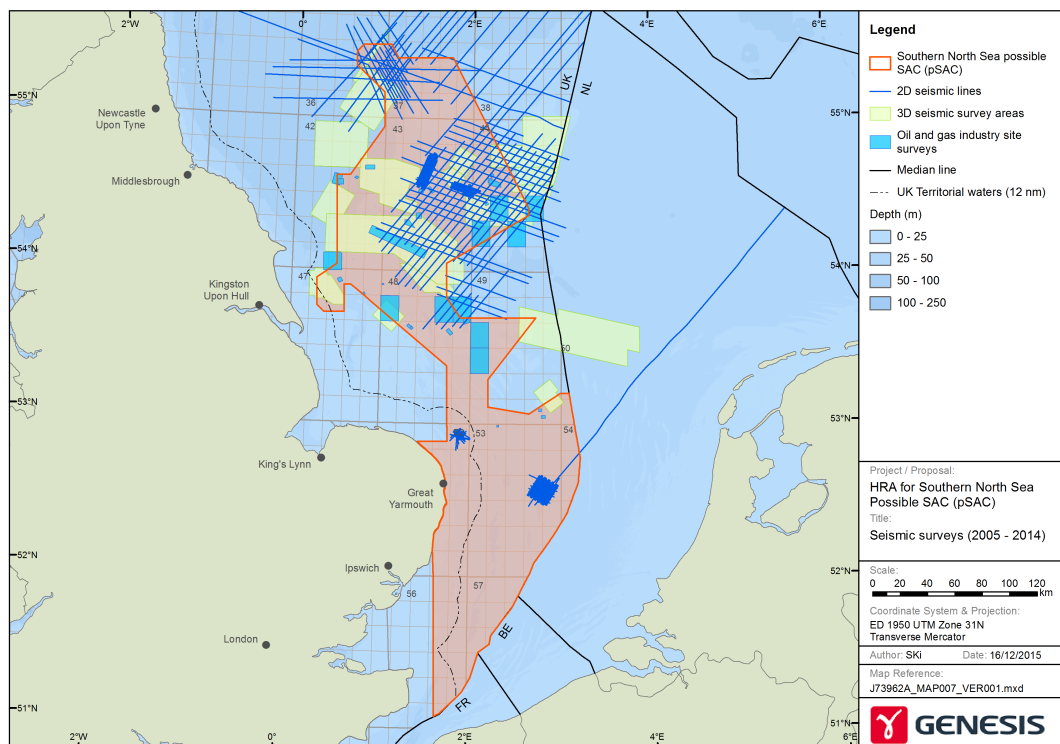 2°W
0°
2°E
4°E
6°E
55°N
54°N
53°N
52°N
51°N
55°N
54°N
53°N
52°N
51°N
2°W
0°
2°E
4°E
6°E
Newcastle
Upon Tyne
Middlesbrough
Kingston
Upon Hull
King's Lynn
Great
Yarmouth
Ipswich
London
36
37
38
42
43
44
47
48
49
50
53
54
56
57
UK
NL
BE
FR
Legend
Southern North Sea possible
SAC (pSAC)
2D seismic lines
3D seismic survey areas
Oil and gas industry site
surveys
Median line
UK Territorial waters (12 nm)
Depth (m)
0 - 25
25 - 50
50 - 100
100 - 250
Project / Proposal:
HRA for Southern North Sea
Possible SAC (pSAC)
Title:
Seismic surveys (2005 - 2014)
Scale:
0 20 40 60 80 100 120
km
Coordinate System & Projection:
ED 1950 UTM Zone 31N
Transverse Mercator
Author: SKi Date: 16/12/2015
Map Reference:
J73962A_MAP007_VER001.mxd
GENESIS